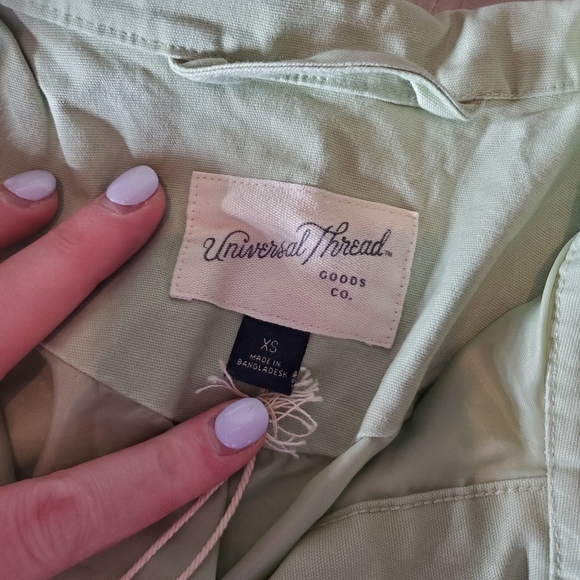 Universal Thread™
GOODS
CO.
XS
MADE IN
BANGLADESH